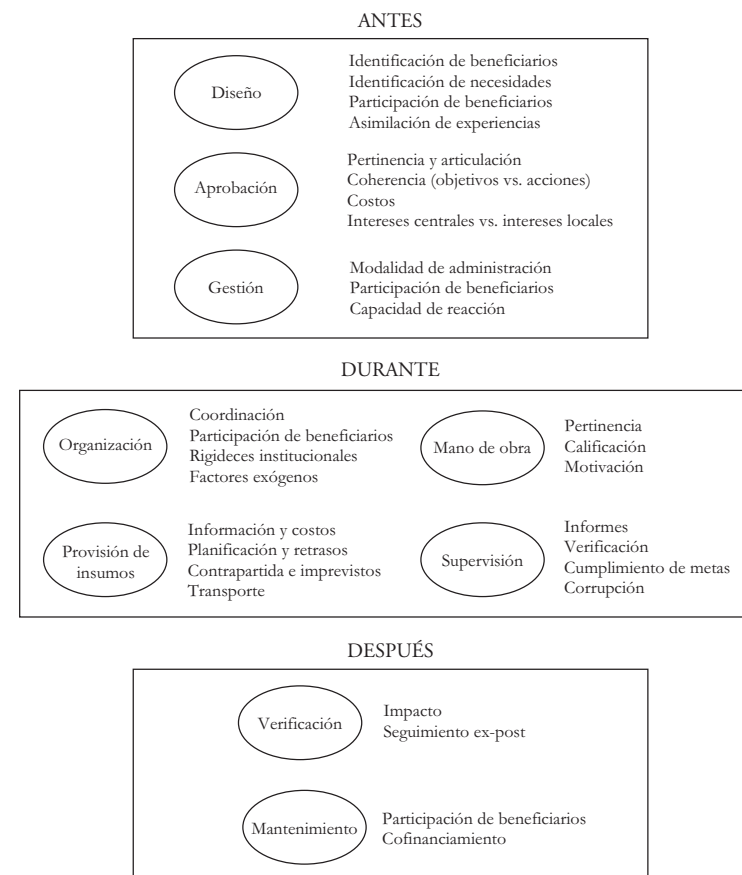 ANTES
Diseño
Identificación de beneficiarios
Identificación de necesidades
Participación de beneficiarios
Asimilación de experiencias
Aprobación
Pertinencia y articulación
Coherencia (objetivos vs. acciones)
Costos
Intereses centrales vs. intereses locales
Gestión
Modalidad de administración
Participación de beneficiarios
Capacidad de reacción
DURANTE
Organización
Coordinación
Participación de beneficiarios
Rigideces institucionales
Factores exógenos
Mano de obra
Pertinencia
Calificación
Motivación
Provisión de
insumos
Información y costos
Planificación y retrasos
Contrapartida e imprevistos
Transporte
Supervisión
Informes
Verificación
Cumplimiento de metas
Corrupción
DESPUÉS
Verificación
Impacto
Seguimiento ex-post
Mantenimiento
Participación de beneficiarios
Cofinanciamiento